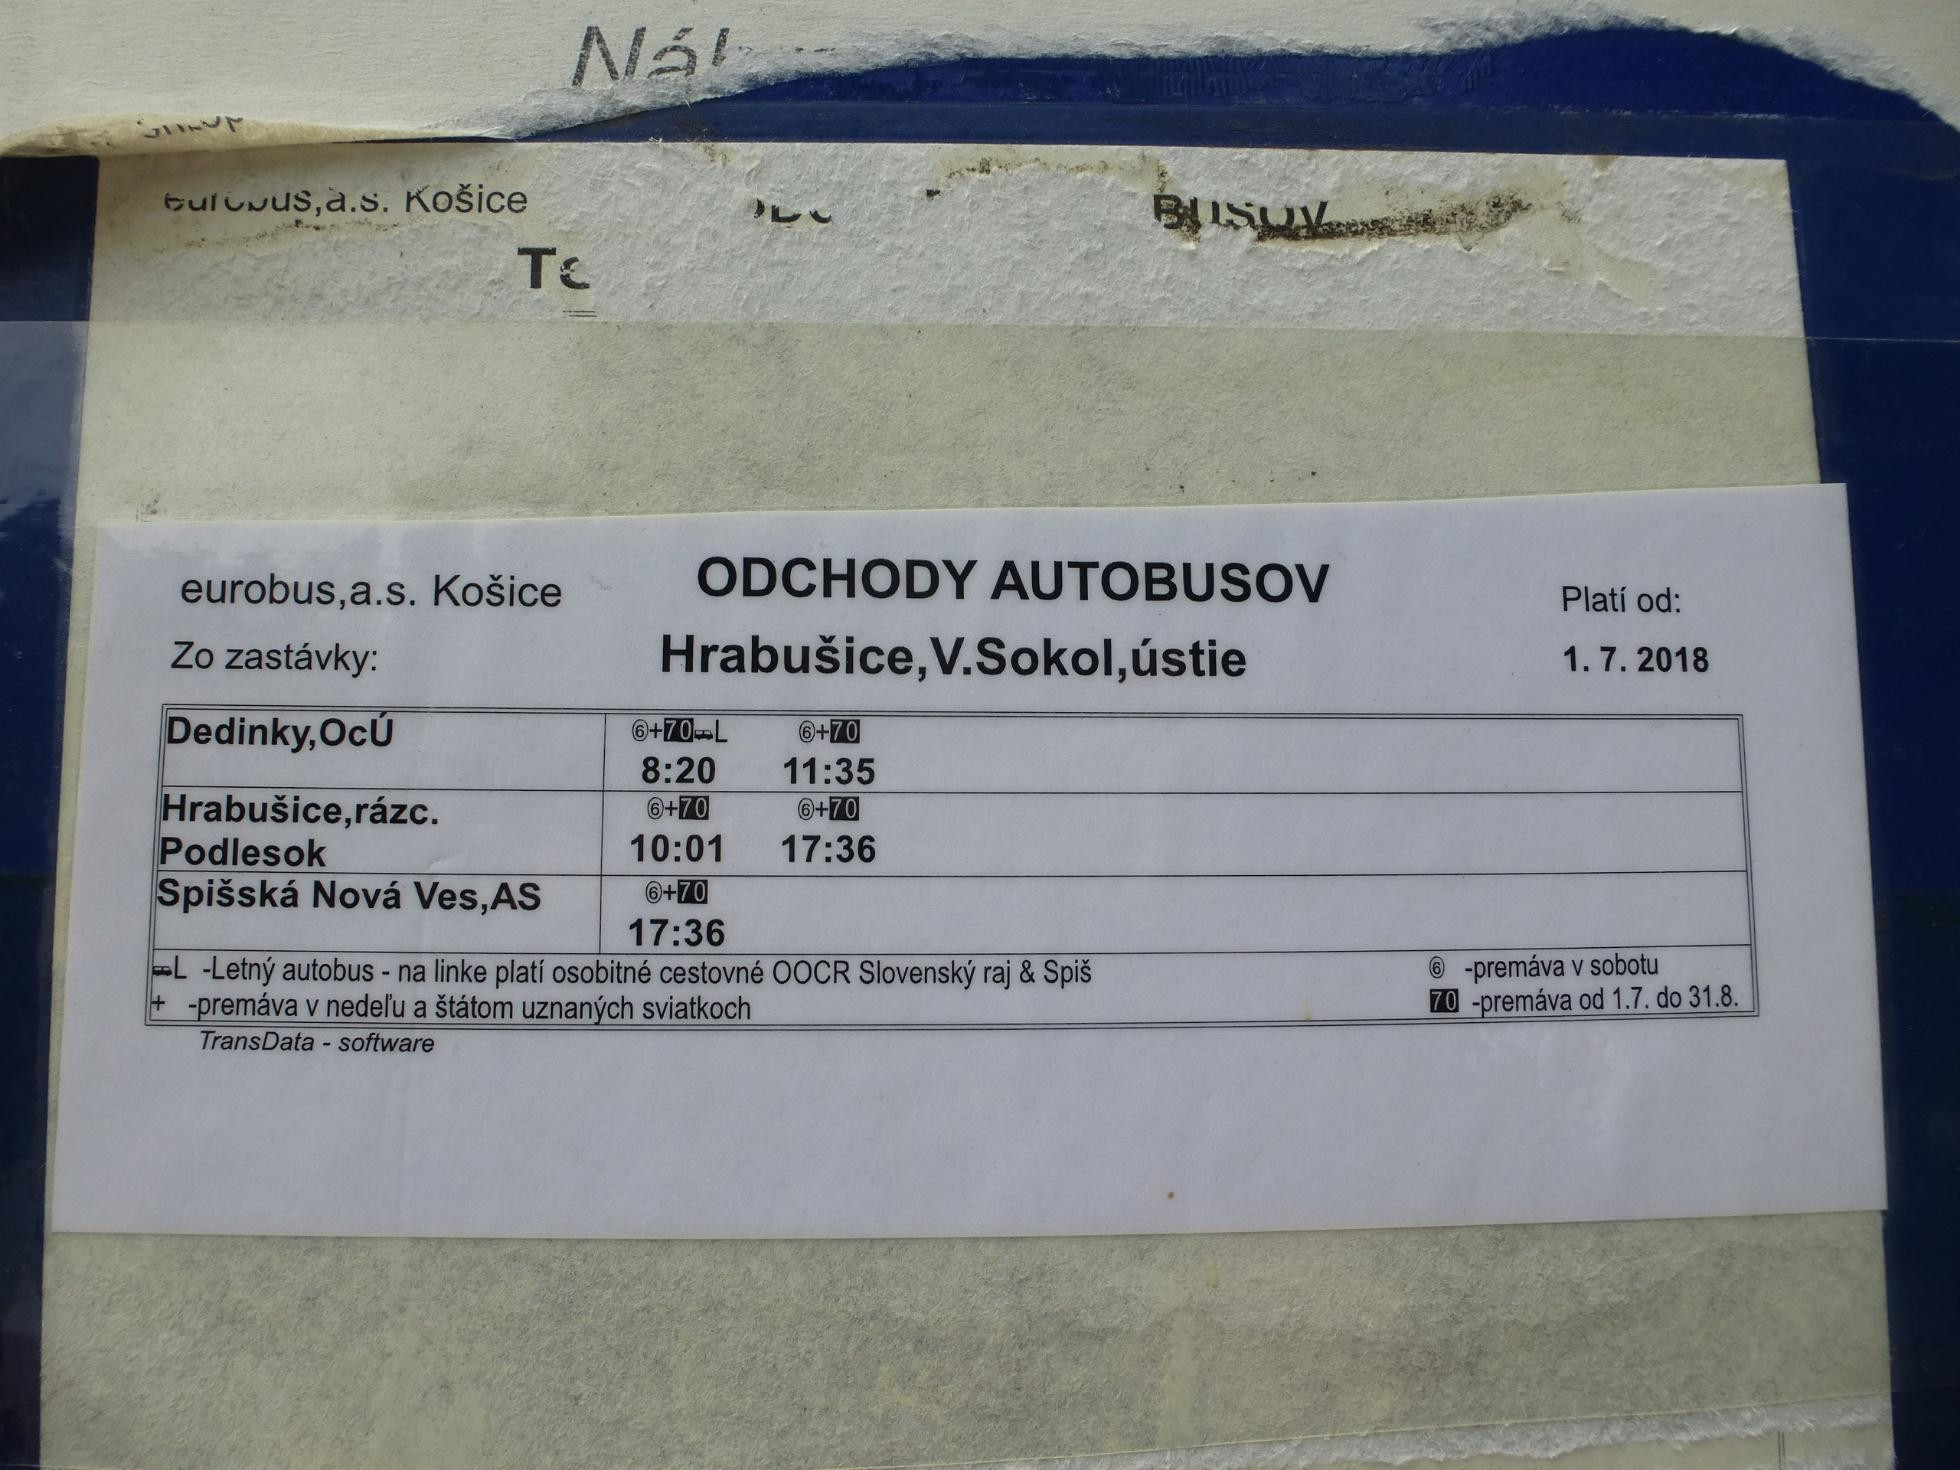 Košice
ODCHODY AUTOBUSOV
eurobus,a.s. Košice
Platí od:
Zo zastávky:
Hrabušice,V.Sokol,ústie
1. 7. 2018
Dedinky,OcÚ
⑥+70L ⑥+70
8:20 11:35
Hrabušice,rázc.
⑥+70 ⑥+70
Podlesok
10:01 17:36
Spišská Nová Ves,AS
⑥+70
17:36
L -Letný autobus - na linke platí osobitné cestovné OOCR Slovenský raj & Spiš
⑥ -premáva v sobotu
+ -premáva v nedeľu a štátom uznaných sviatkoch
70 -premáva od 1.7. do 31.8.
TransData - software